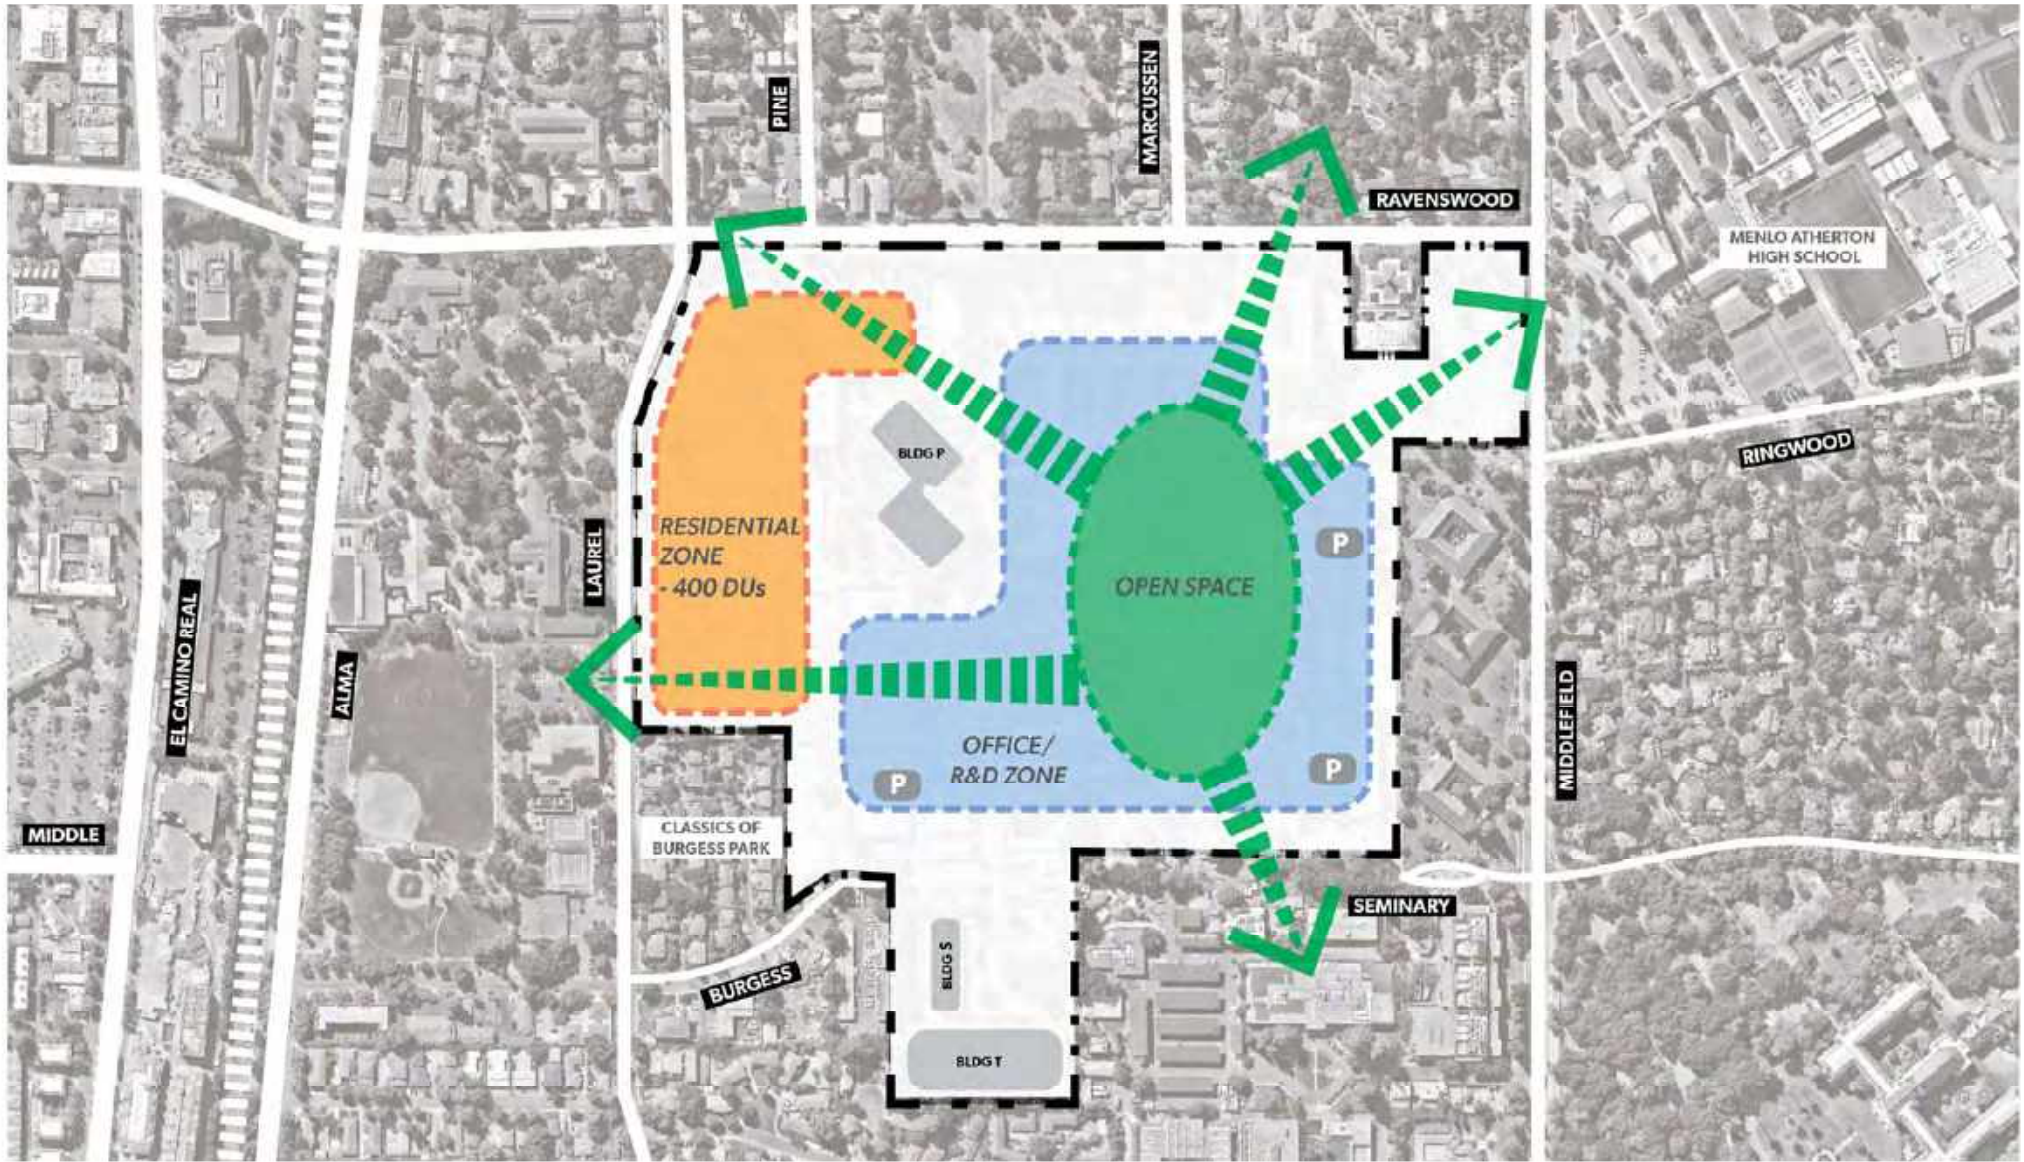 PINE
MARCUSSEN
RAVENSWOOD
MENLO ATHERTON
HIGH SCHOOL
BLDG P
RINGWOOD
LAUREL
RESIDENTIAL
ZONE
- 400 DUs
P
OPEN SPACE
EL CAMINO REAL
ALMA
MIDDLEFIELD
OFFICE/
R&D ZONE
P
P
MIDDLE
CLASSICS OF
BURGESS PARK
SEMINARY
BURGESS
BLDG S
BLDG T